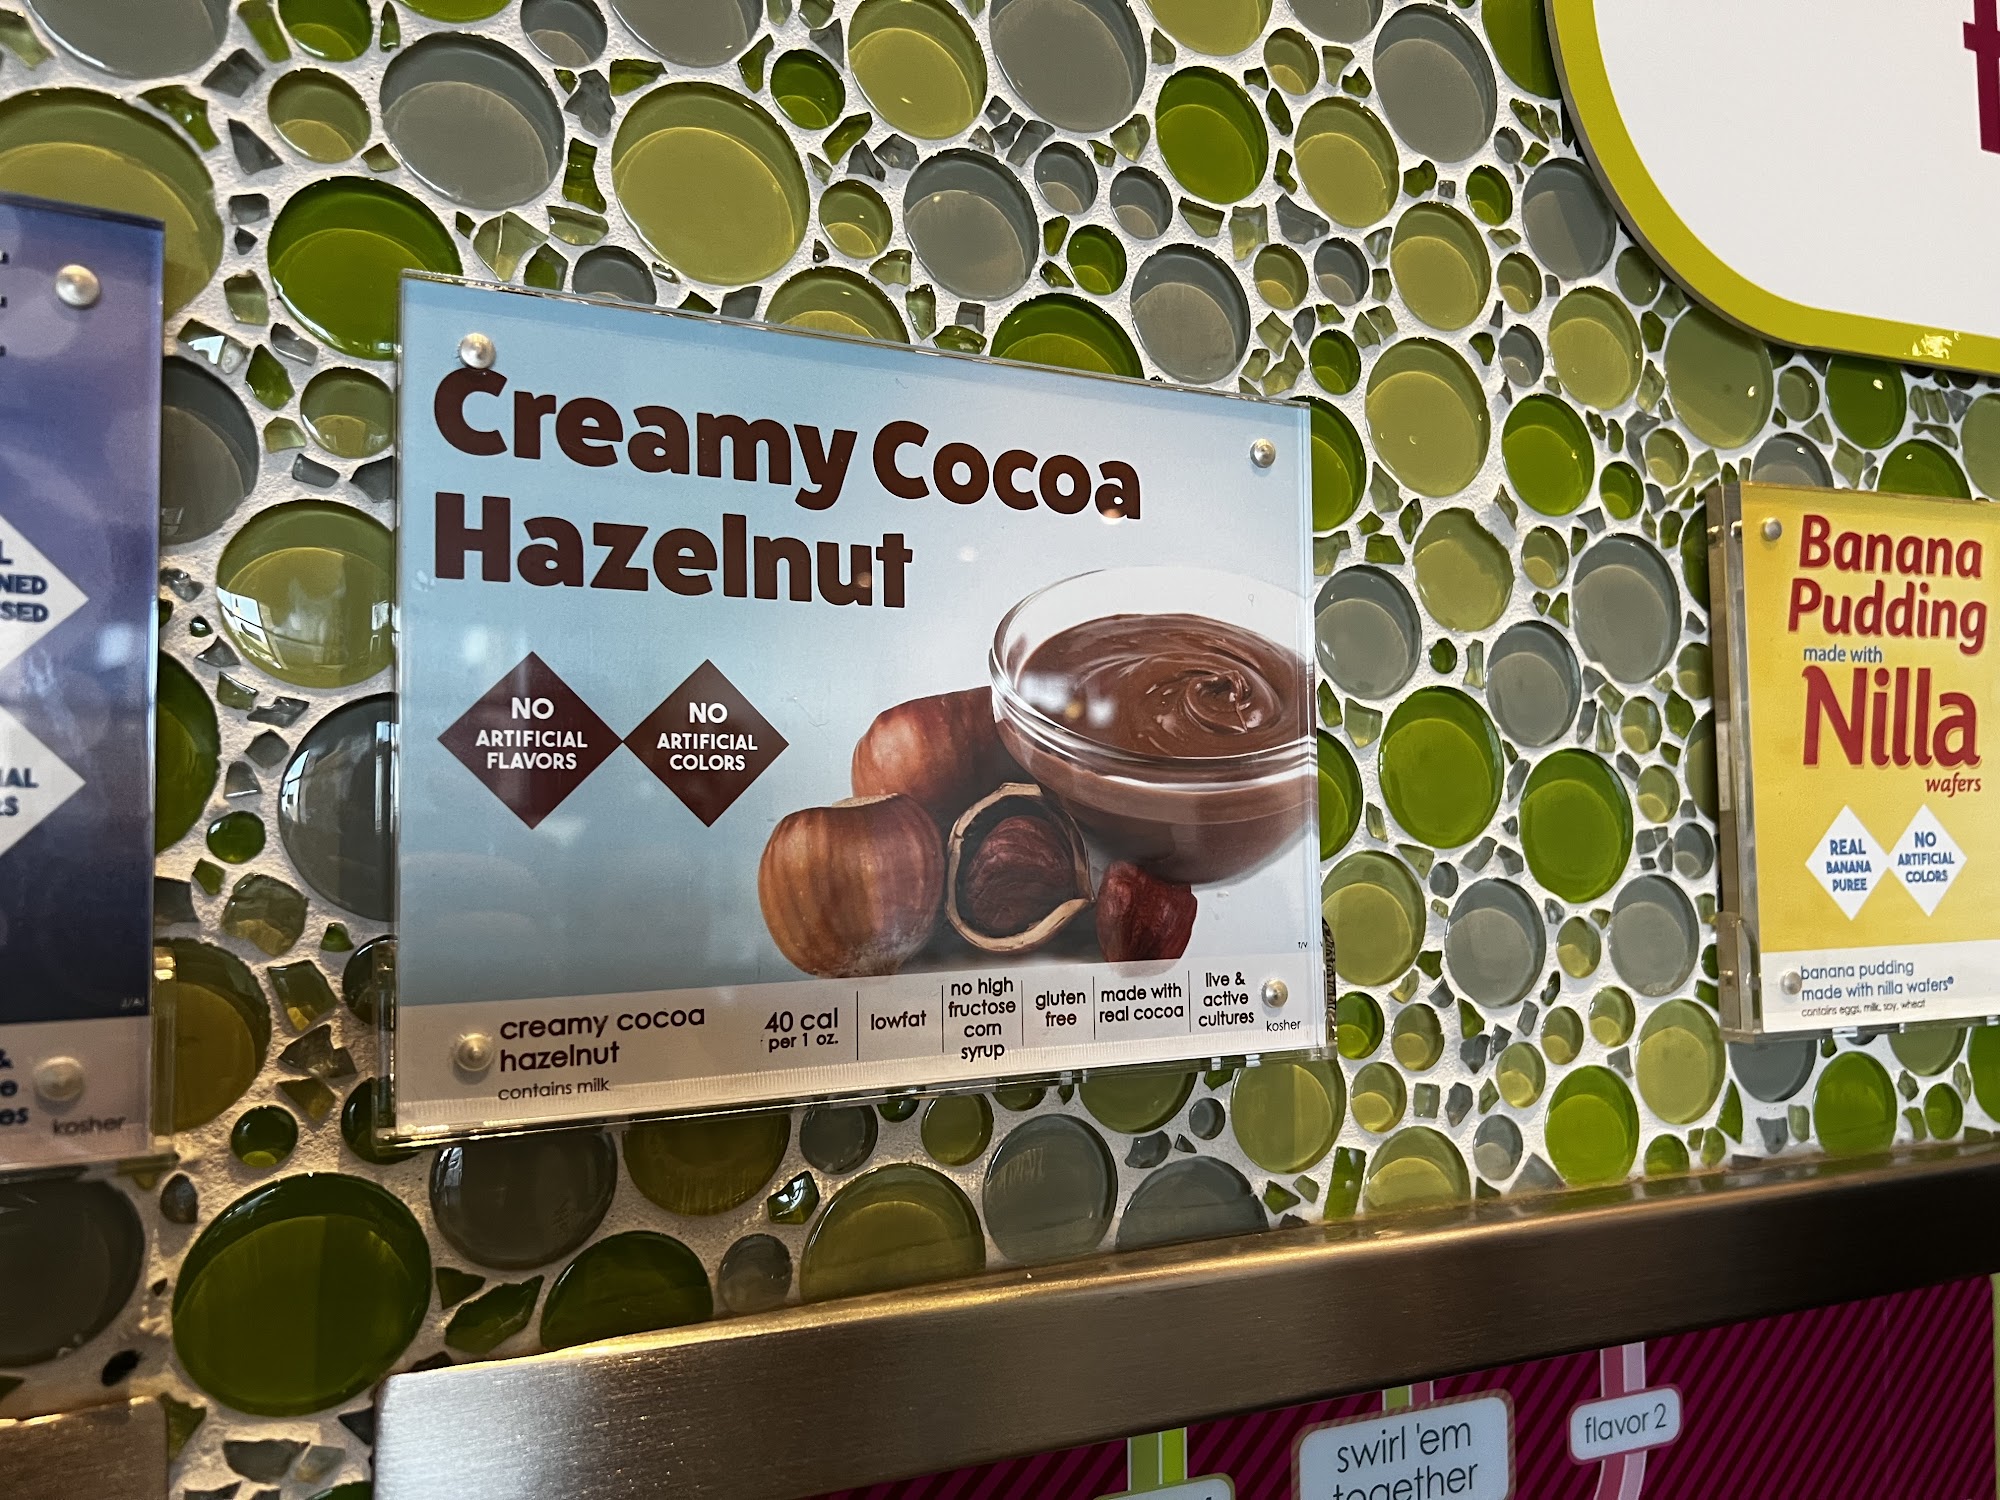 NED
SED
kosher
Creamy Cocoa
Hazelnut
NO
ARTIFICIAL
FLAVORS
NO
ARTIFICIAL
COLORS
creamy cocoa
hazelnut
contains milk
40 cal
per 1 oz.
lowfat
no high
fructose
corn
syrup
gluten
free
made with
real cocoa
live &
active
cultures
kosher
Banana
Pudding
made with
Nilla
wafers
REAL
BANANA
PUREE
NO
ARTIFICIAL
COLORS
banana pudding
made with nilla wafers®
contains eggs, milk, soy, wheat
swirl 'em
together
flavor 2